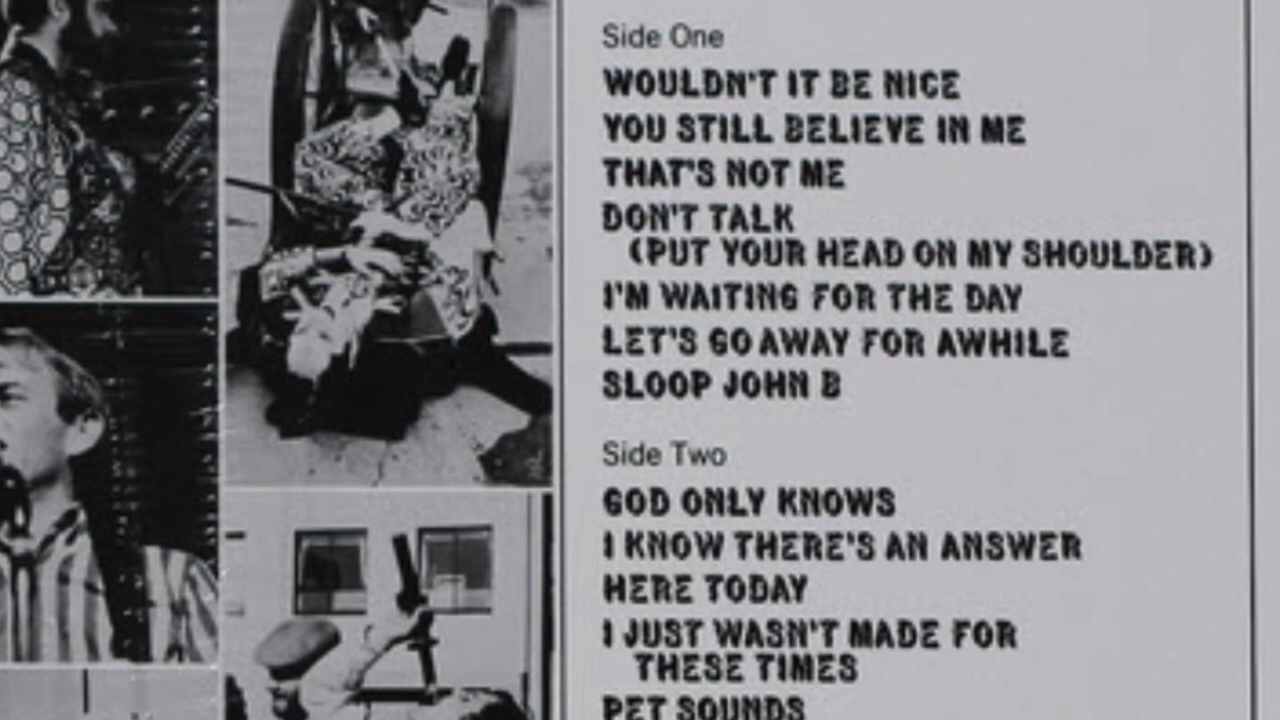 Side One
WOULDN'T IT BE NICE
YOU STILL BELIEVE IN ME
THAT'S NOT ME
DON'T TALK
(PUT YOUR HEAD ON MY SHOULDER)
I'M WAITING FOR THE DAY
LET'S GO AWAY FOR AWHILE
SLOOP JOHN B
Side Two
GOD ONLY KNOWS
I KNOW THERE'S AN ANSWER
HERE TODAY
I JUST WASN'T MADE FOR
THESE TIMES
PET SOUNDS